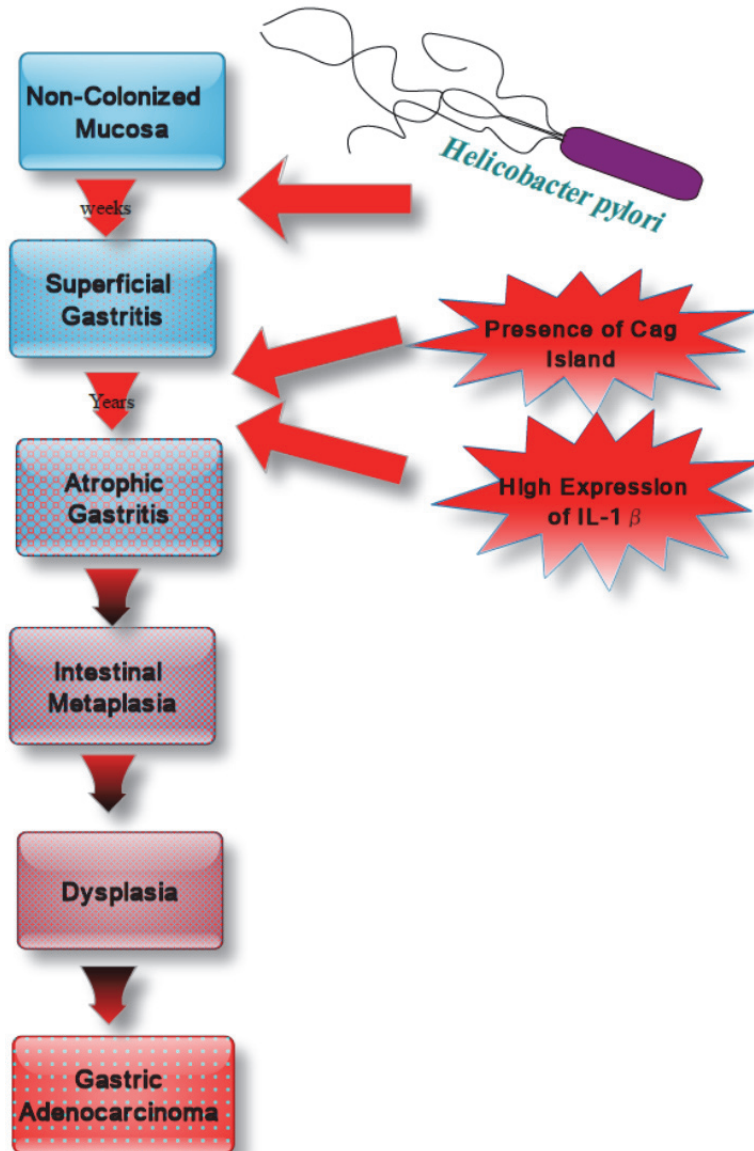 Non-Colonized
Mucosa
Helicobacter pylori
weeks
Superficial
Gastritis
Presence of Cag
Island
Years
Atrophic
Gastritis
High Expression
of IL-1 β
Intestinal
Metaplasia
Dysplasia
Gastric
Adenocarcinoma